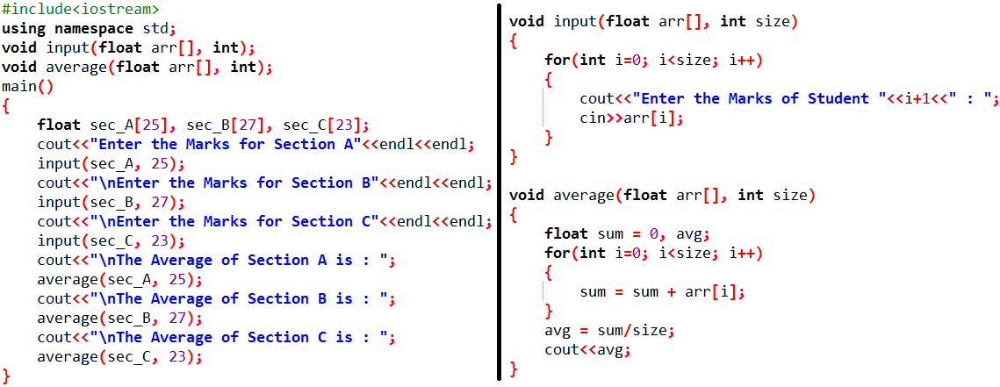 #include<iostream>
using namespace std;
void input(float arr[], int);
void average(float arr[], int);
main()
{
    float sec_A[25], sec_B[27], sec_C[23];
    cout<<"Enter the Marks for Section A"<<endl<<endl;
    input(sec_A, 25);
    cout<<"\nEnter the Marks for Section B"<<endl<<endl;
    input(sec_B, 27);
    cout<<"\nEnter the Marks for Section C"<<endl<<endl;
    input(sec_C, 23);
    cout<<"\nThe Average of Section A is : ";
    average(sec_A, 25);
    cout<<"\nThe Average of Section B is : ";
    average(sec_B, 27);
    cout<<"\nThe Average of Section C is : ";
    average(sec_C, 23);
}
void input(float arr[], int size)
{
    for(int i=0; i<size; i++)
    {
        cout<<"Enter the Marks of Student "<<i+1<<" : ";
        cin>>arr[i];
    }
}

void average(float arr[], int size)
{
    float sum = 0, avg;
    for(int i=0; i<size; i++)
    {
        sum = sum + arr[i];
    }
    avg = sum/size;
    cout<<avg;
}